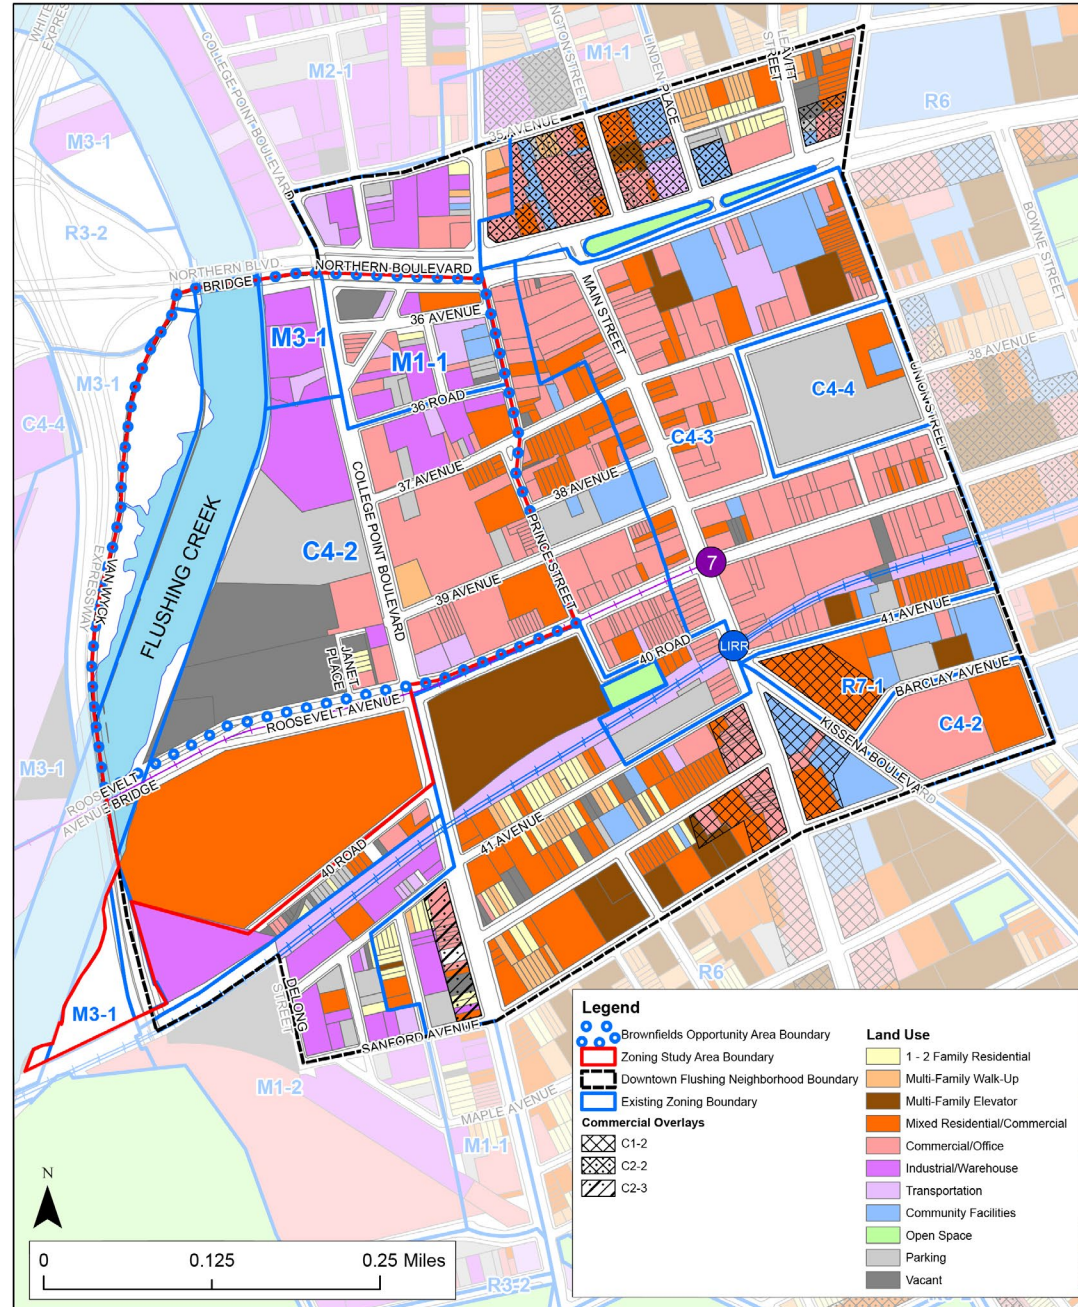 WHITE
EXPRES
COLLEGE POINT BOULEVARD
M2-1
M1-1
LINDEN PLACE
LEAVITT
STREET
STREET
R6
M3-1
35 AVENUE
R3-2
BOWNE STREET
NORTHERN BLVD.
BRIDGE
NORTHERN BOULEVARD
MAIN STREET
36 AVENUE
M3-1
M1-1
M3-1
C4-4
36 ROAD
C4-4
38 AVENUE
UNION STREET
C4-3
37 AVENUE
38 AVENUE
COLLEGE POINT BOULEVARD
PRINCE STREET
C4-2
VAN WYCK
EXPRESSWAY
FLUSHING CREEK
39 AVENUE
7
41 AVENUE
LIRR
40 ROAD
JANET
PLACE
R7-1
BARCLAY AVENUE
ROOSEVELT AVENUE
C4-2
KISSENA BOULEVARD
M3-1
ROOSEVELT
AVENUE BRIDGE
41 AVENUE
40 ROAD
R6
M3-1
DELONG
STREET
SANFORD AVENUE
M1-2
MAPLE AVENUE
M1-1
R3-2
N
0 0.125 0.25 Miles
Legend
Brownfields Opportunity Area Boundary
Zoning Study Area Boundary
Downtown Flushing Neighborhood Boundary
Existing Zoning Boundary
Commercial Overlays
C1-2
C2-2
C2-3
Land Use
1 - 2 Family Residential
Multi-Family Walk-Up
Multi-Family Elevator
Mixed Residential/Commercial
Commercial/Office
Industrial/Warehouse
Transportation
Community Facilities
Open Space
Parking
Vacant